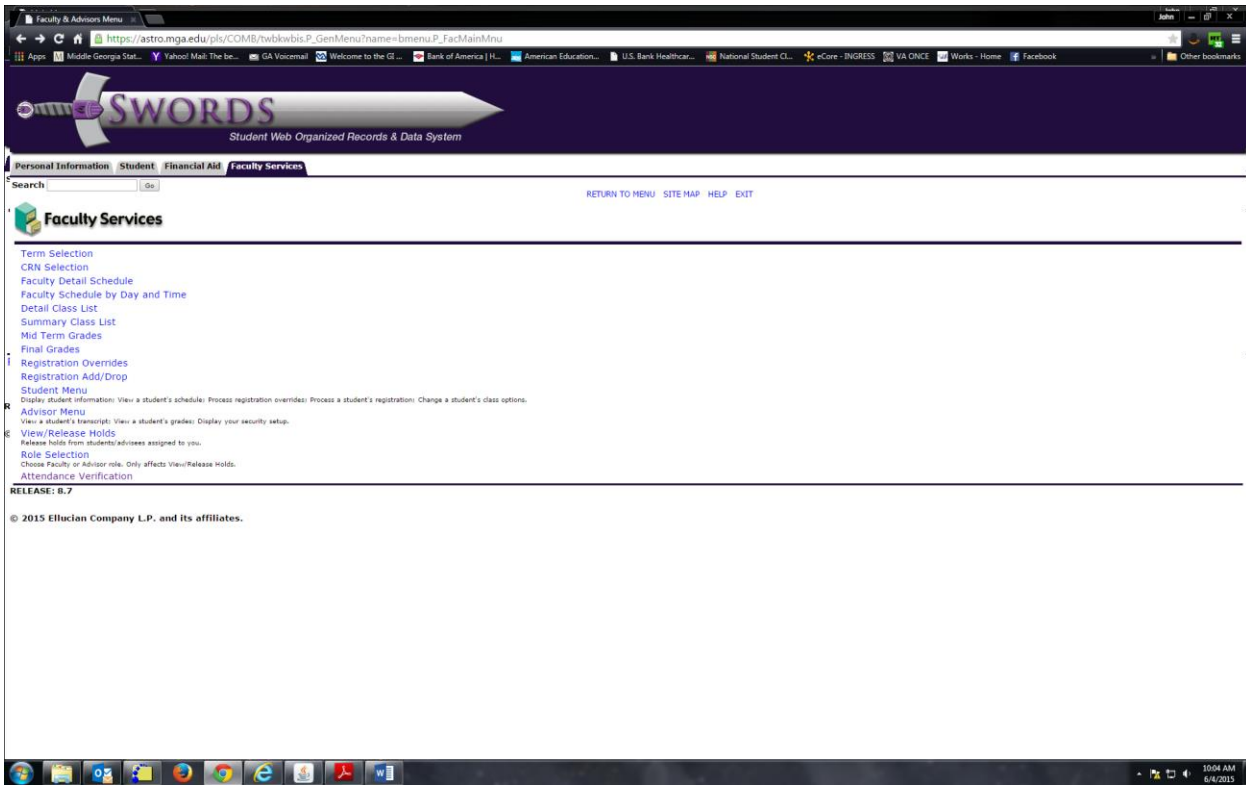 Faculty & Advisors Menu
John
https://astro.mga.edu/pls/COMB/twbkwbis.P_GenMenu?name=bmenu.P_FacMainMnu
Apps Middle Georgia Stat... Yahoo! Mail: The be... GA Voicemail Welcome to the GI ... Bank of America | H... American Education... U.S. Bank Healthcar... National Student Cl... eCore - INGRESS VA ONCE Works - Home Facebook » Other bookmarks
SWORDS
Student Web Organized Records & Data System
Personal Information Student Financial Aid Faculty Services
Search Go
RETURN TO MENU SITE MAP HELP EXIT
Faculty Services
Term Selection
CRN Selection
Faculty Detail Schedule
Faculty Schedule by Day and Time
Detail Class List
Summary Class List
Mid Term Grades
Final Grades
Registration Overrides
Registration Add/Drop
Student Menu
Display student information; View a student's schedule; Process registration overrides; Process a student's registration; Change a student's class options.
Advisor Menu
View a student's transcript; View a student's grades; Display your security setup.
View/Release Holds
Release holds from students/advisees assigned to you.
Role Selection
Choose Faculty or Advisor role. Only affects View/Release Holds.
Attendance Verification
RELEASE: 8.7
© 2015 Ellucian Company L.P. and its affiliates.
10:04 AM
6/4/2015